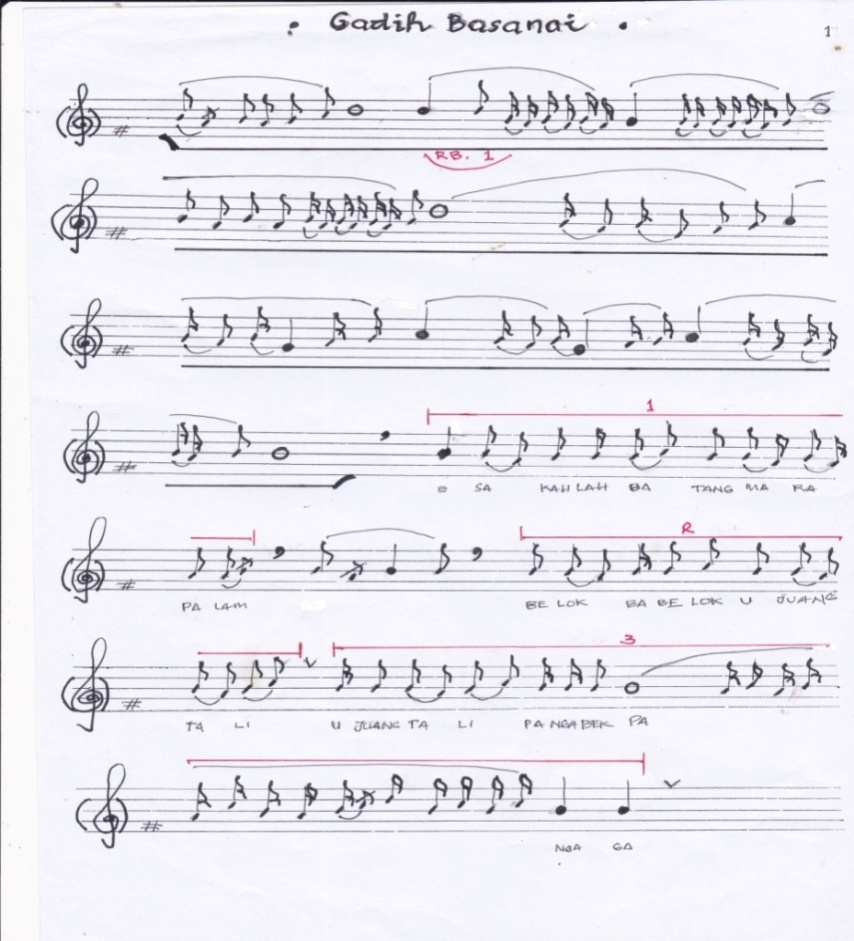 . Gadih Basanai .
1
RB. 1
1
e SA KAH LAH BA TANG MA RA
R
PA LAM
BE LOK BA BE LOK U JUANG
3
TA LI U JUANG TA LI PA NGA BEK PA
NGA GA